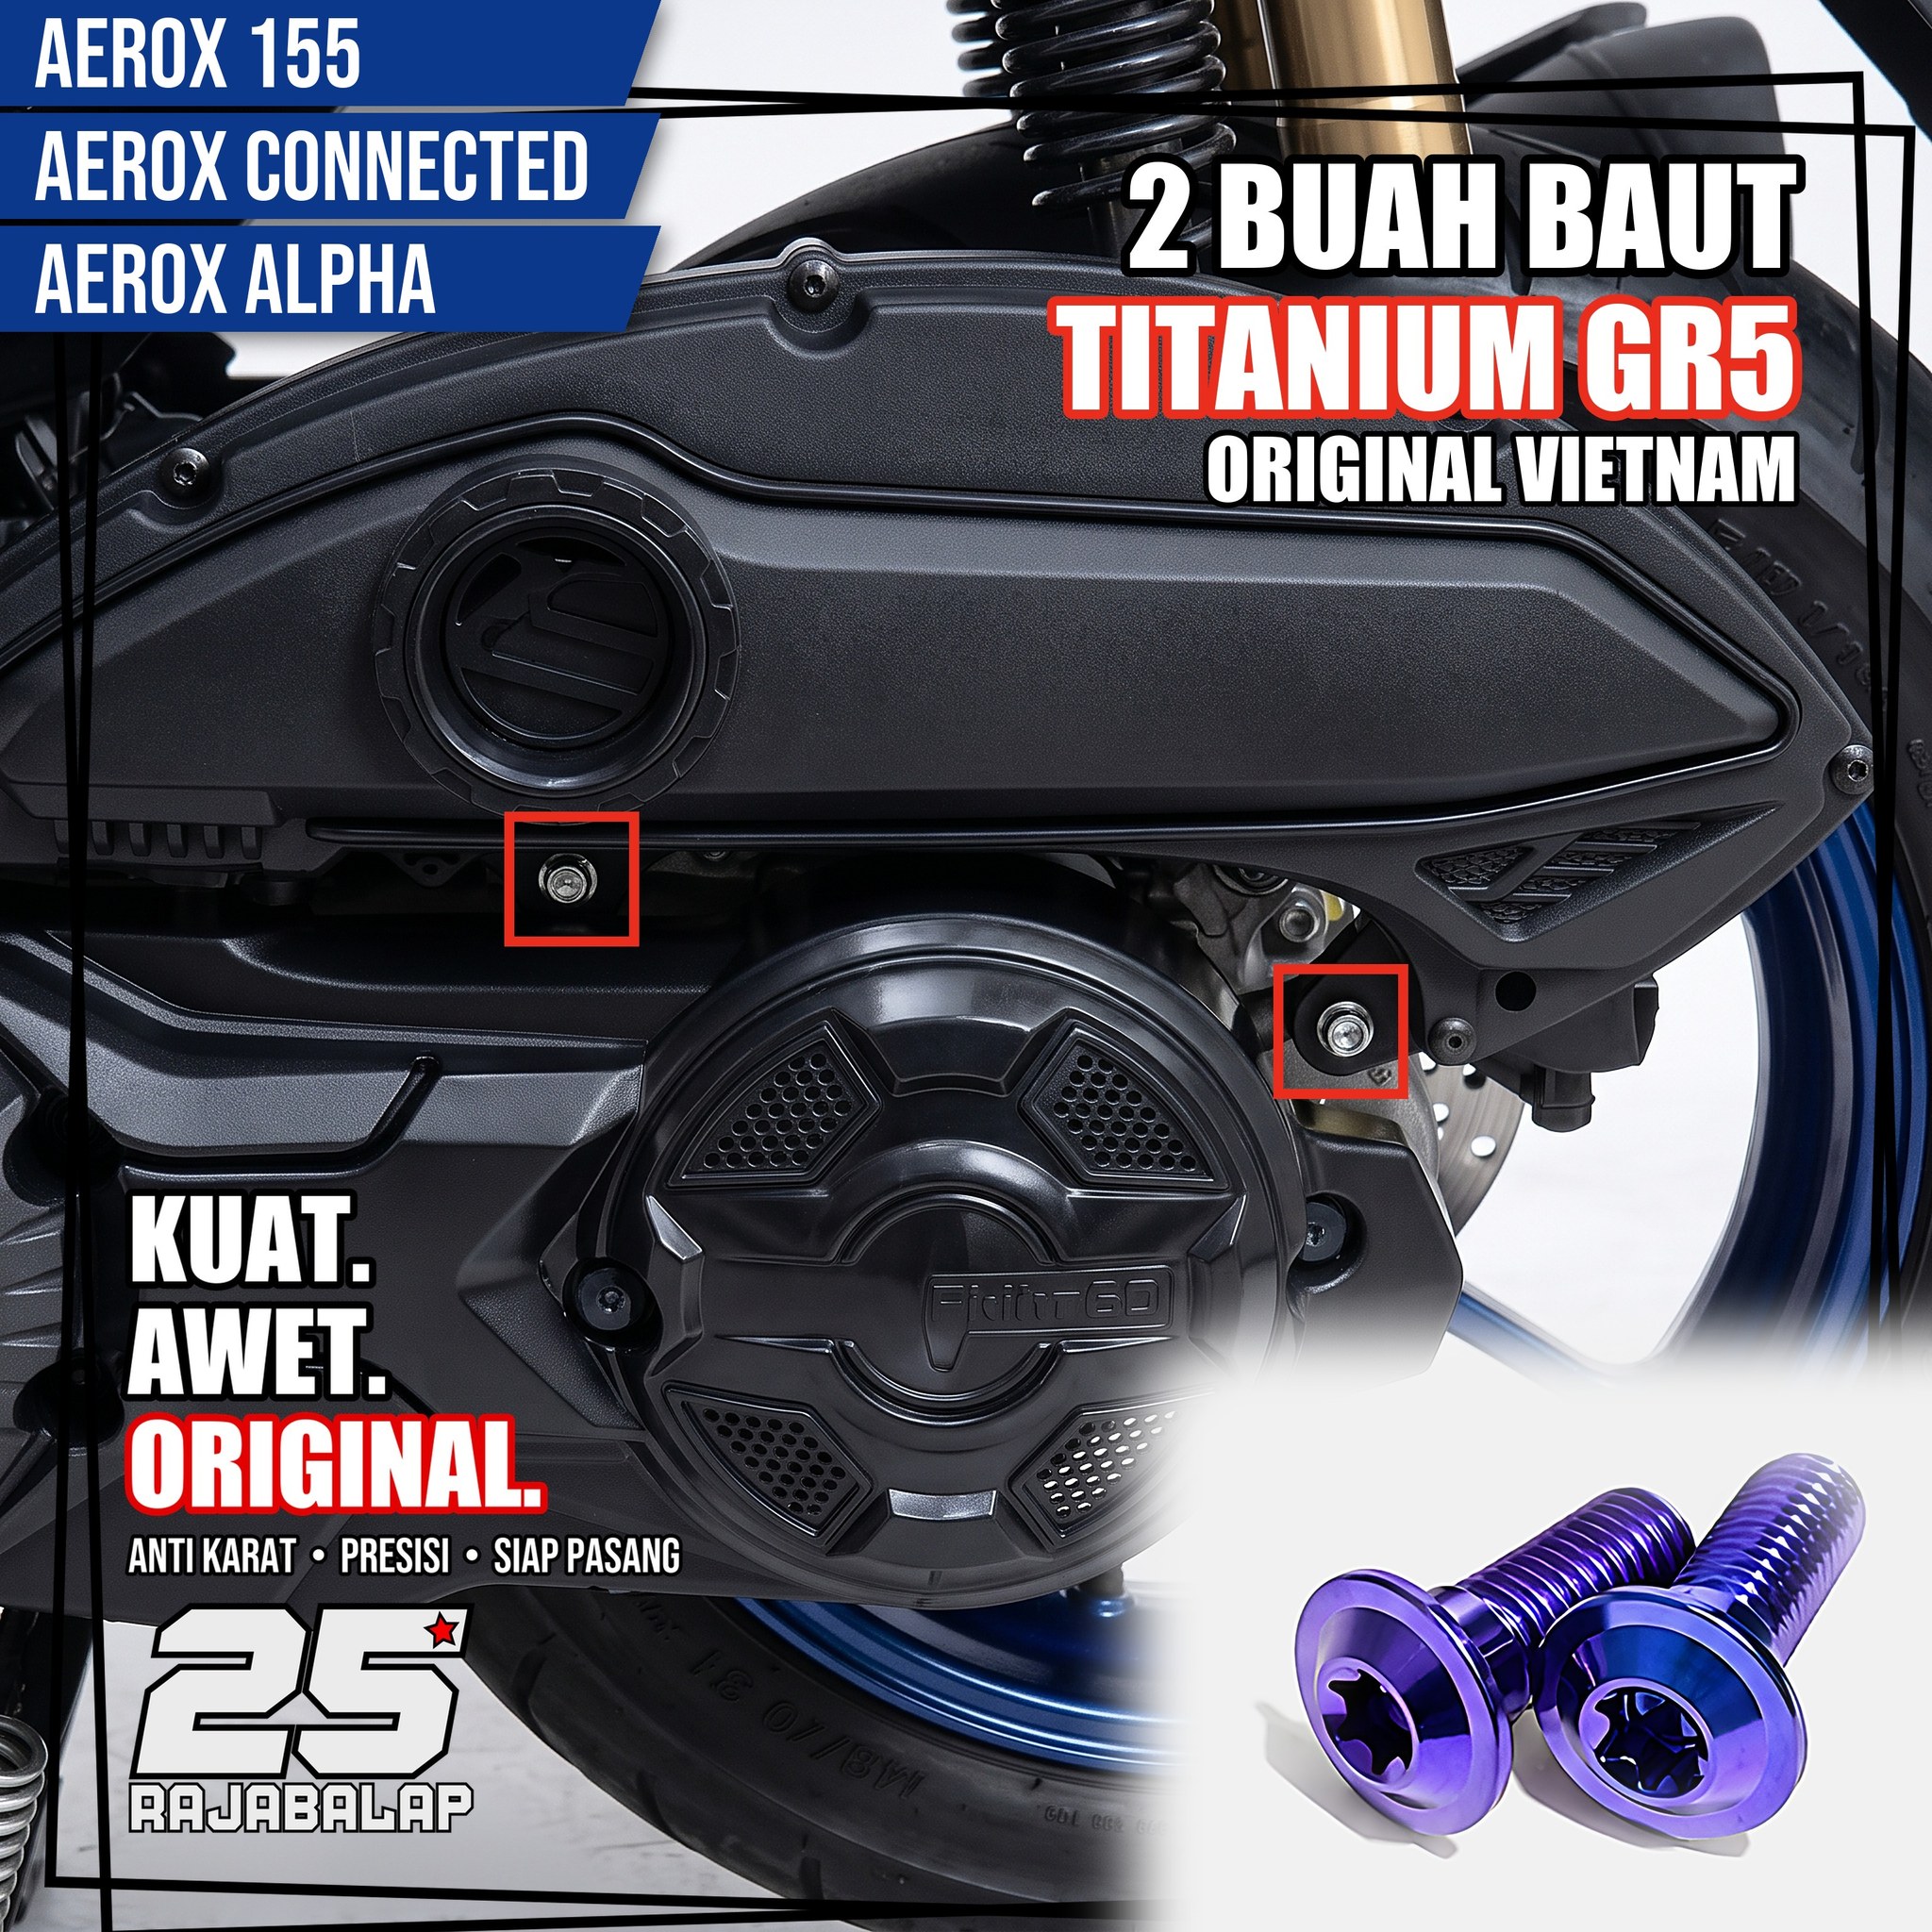 AEROX 155
AEROX CONNECTED
AEROX ALPHA
2 BUAH BAUT
TITANIUM GR5
ORIGINAL VIETNAM
KUAT.
AWET.
ORIGINAL.
ANTI KARAT • PRESISI • SIAP PASANG
25
RAJABALAP